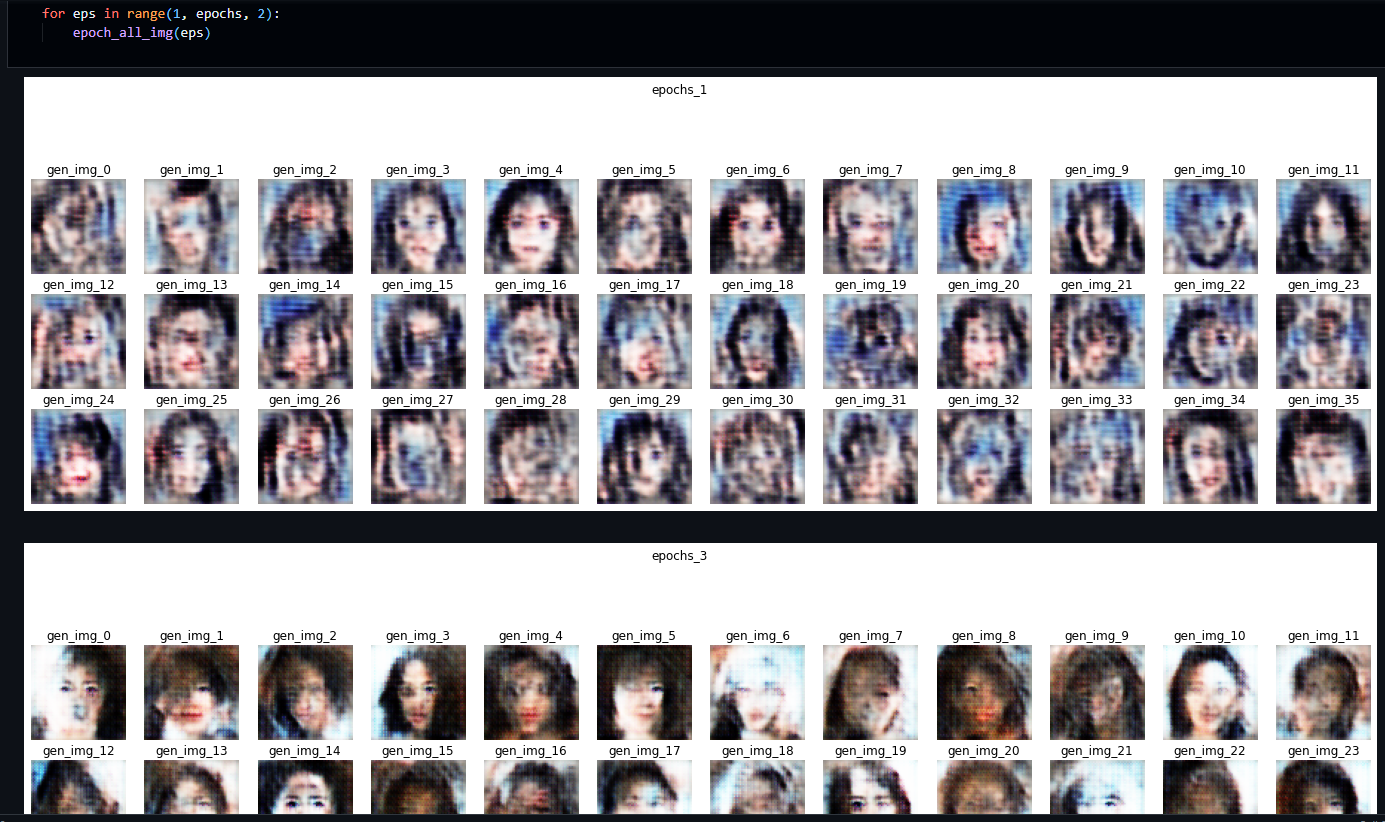 for eps in range(1, epochs, 2):
epoch_all_img(eps)
epochs_1
gen_img_0 gen_img_1 gen_img_2 gen_img_3 gen_img_4 gen_img_5 gen_img_6 gen_img_7 gen_img_8 gen_img_9 gen_img_10 gen_img_11
gen_img_12 gen_img_13 gen_img_14 gen_img_15 gen_img_16 gen_img_17 gen_img_18 gen_img_19 gen_img_20 gen_img_21 gen_img_22 gen_img_23
gen_img_24 gen_img_25 gen_img_26 gen_img_27 gen_img_28 gen_img_29 gen_img_30 gen_img_31 gen_img_32 gen_img_33 gen_img_34 gen_img_35
epochs_3
gen_img_0 gen_img_1 gen_img_2 gen_img_3 gen_img_4 gen_img_5 gen_img_6 gen_img_7 gen_img_8 gen_img_9 gen_img_10 gen_img_11
gen_img_12 gen_img_13 gen_img_14 gen_img_15 gen_img_16 gen_img_17 gen_img_18 gen_img_19 gen_img_20 gen_img_21 gen_img_22 gen_img_23